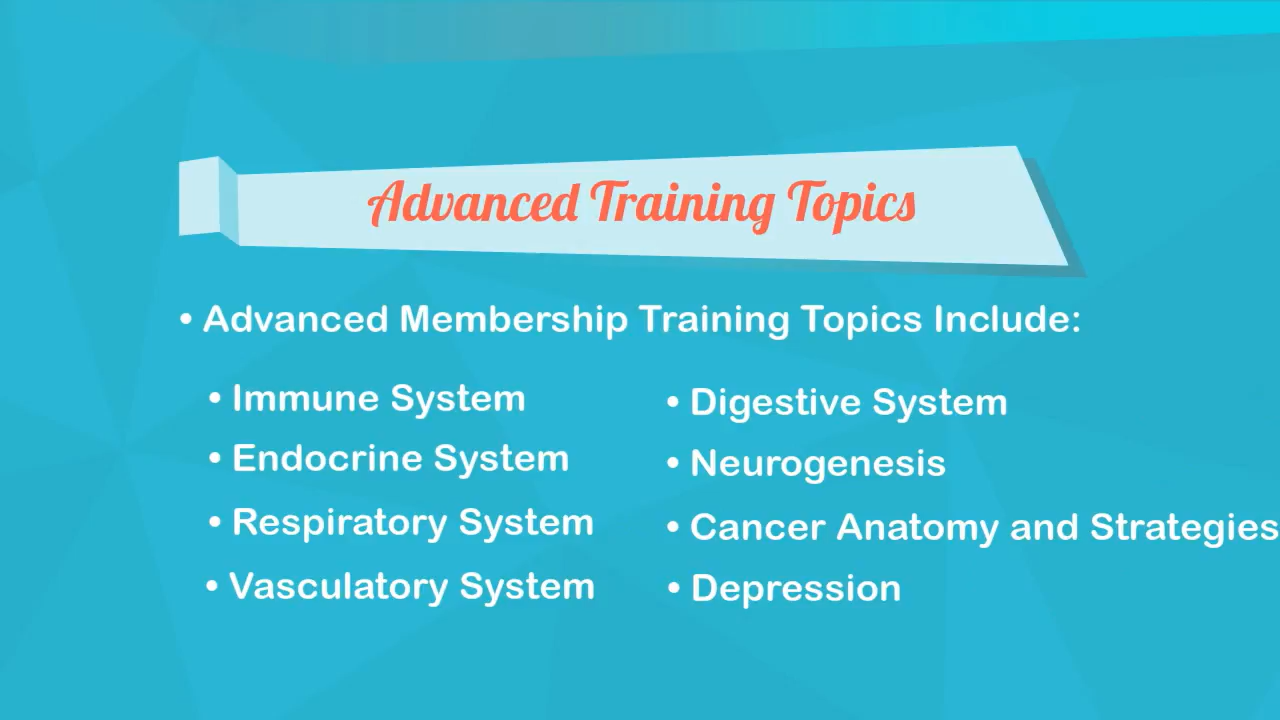 Advanced Training Topics
• Advanced Membership Training Topics Include:
• Immune System
• Endocrine System
• Respiratory System
• Vasculatory System
• Digestive System
• Neurogenesis
• Cancer Anatomy and Strategies
• Depression